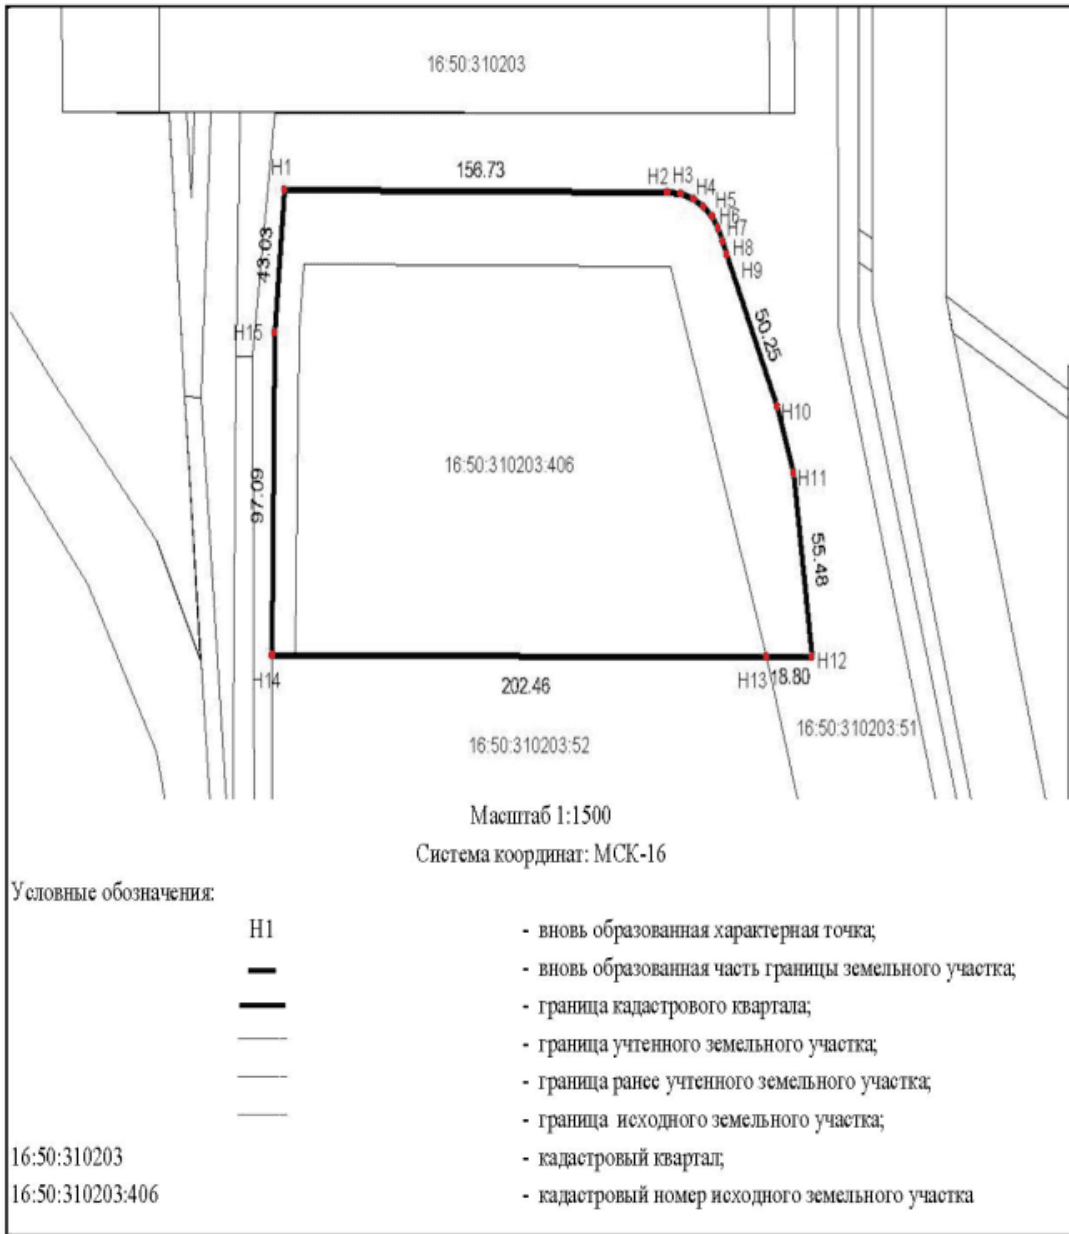 16:50:310203
H1
156.73
H2
H3
H4
H5
H6
H7
H8
H9
43.03
H15
50.25
H10
16:50:310203:406
H11
97.09
55.48
H14
202.46
H13
18.80
H12
16:50:310203:52
16:50:310203:51
Масштаб 1:1500
Система координат: МСК-16
Условные обозначения:
H1 - вновь образованная характерная точка;
- вновь образованная часть границы земельного участка;
- граница кадастрового квартала;
- граница учтенного земельного участка;
- граница ранее учтенного земельного участка;
- граница исходного земельного участка;
16:50:310203 - кадастровый квартал;
16:50:310203:406 - кадастровый номер исходного земельного участка